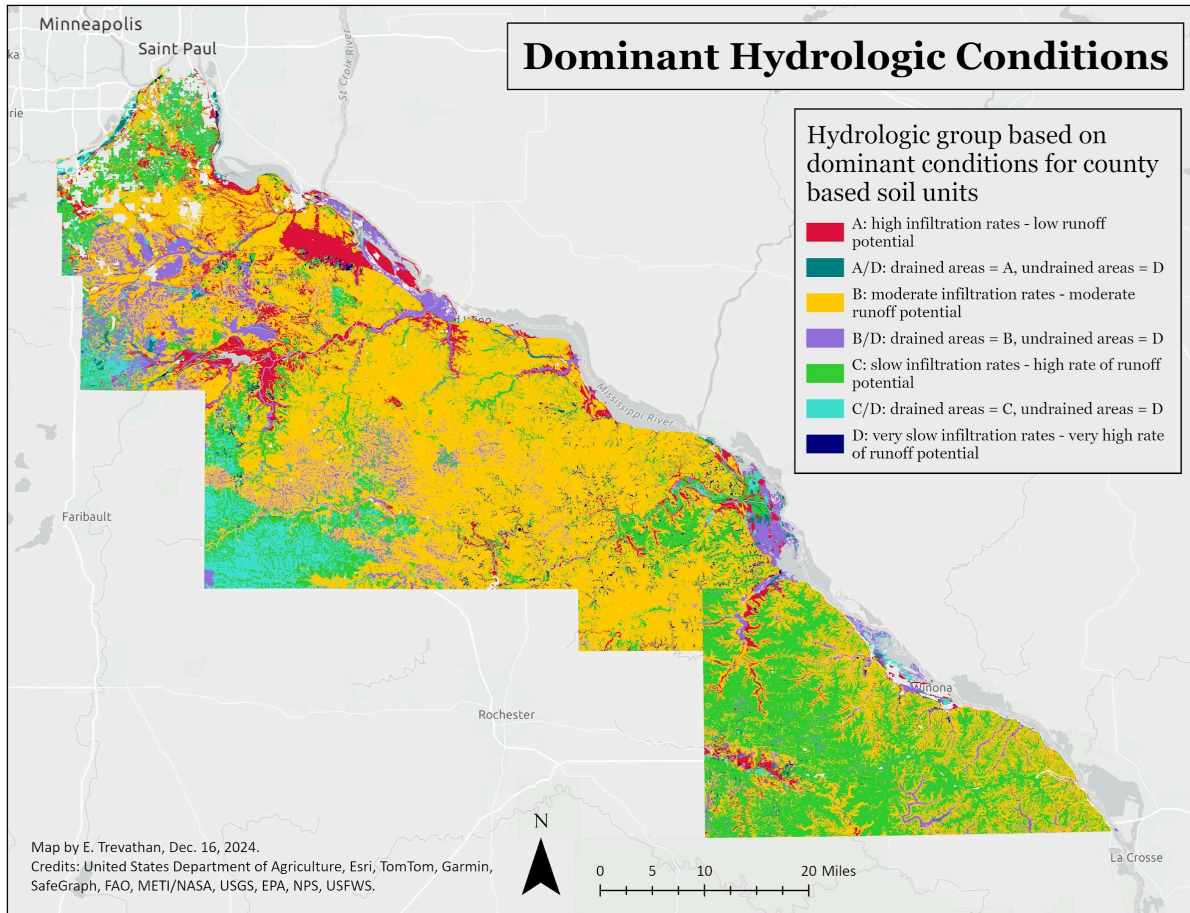 Minneapolis
Saint Paul
ka
rie
St Croix River
Dominant Hydrologic Conditions
Hydrologic group based on
dominant conditions for county
based soil units
A: high infiltration rates - low runoff
potential
A/D: drained areas = A, undrained areas = D
B: moderate infiltration rates - moderate
runoff potential
B/D: drained areas = B, undrained areas = D
C: slow infiltration rates - high rate of runoff
potential
C/D: drained areas = C, undrained areas = D
D: very slow infiltration rates - very high rate
of runoff potential
Mississippi River
Faribault
Winona
Rochester
La Crosse
N
0 5 10 20 Miles
Map by E. Trevathan, Dec. 16, 2024.
Credits: United States Department of Agriculture, Esri, TomTom, Garmin,
SafeGraph, FAO, METI/NASA, USGS, EPA, NPS, USFWS.